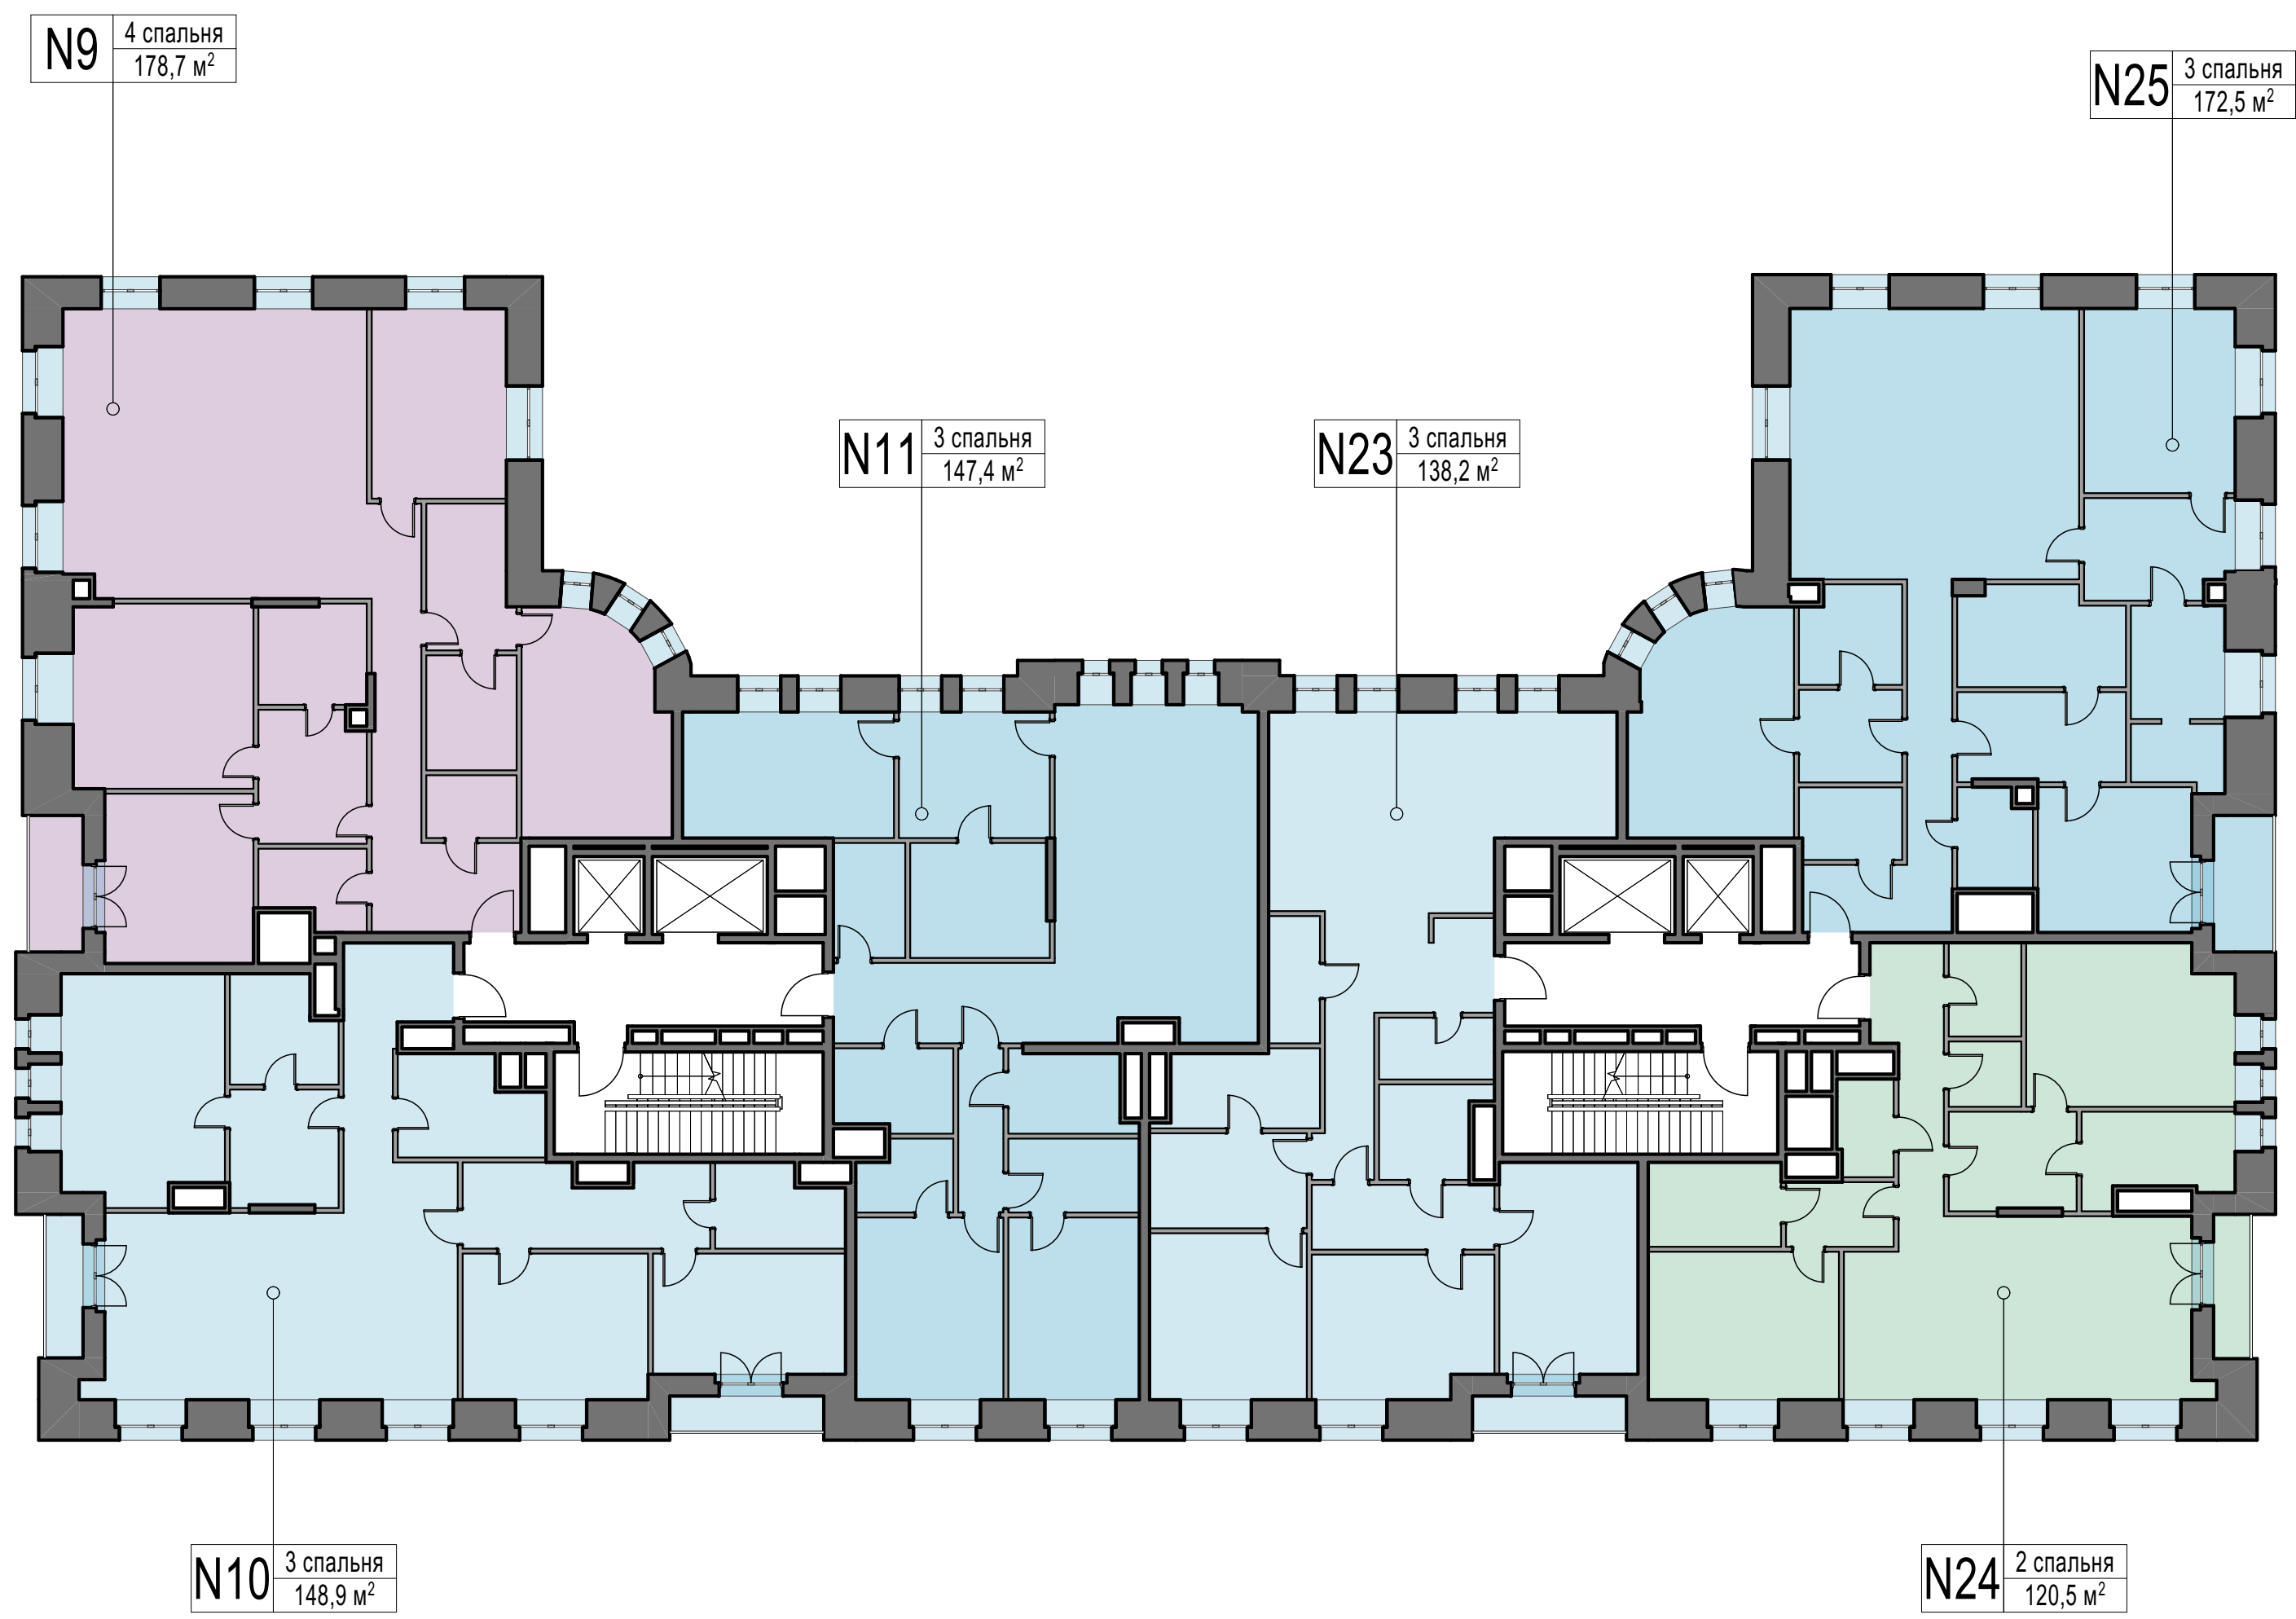 N9
4 спальня
178,7 м²
N25
3 спальня
172,5 м²
N11
3 спальня
147,4 м²
N23
3 спальня
138,2 м²
N10
3 спальня
148,9 м²
N24
2 спальня
120,5 м²